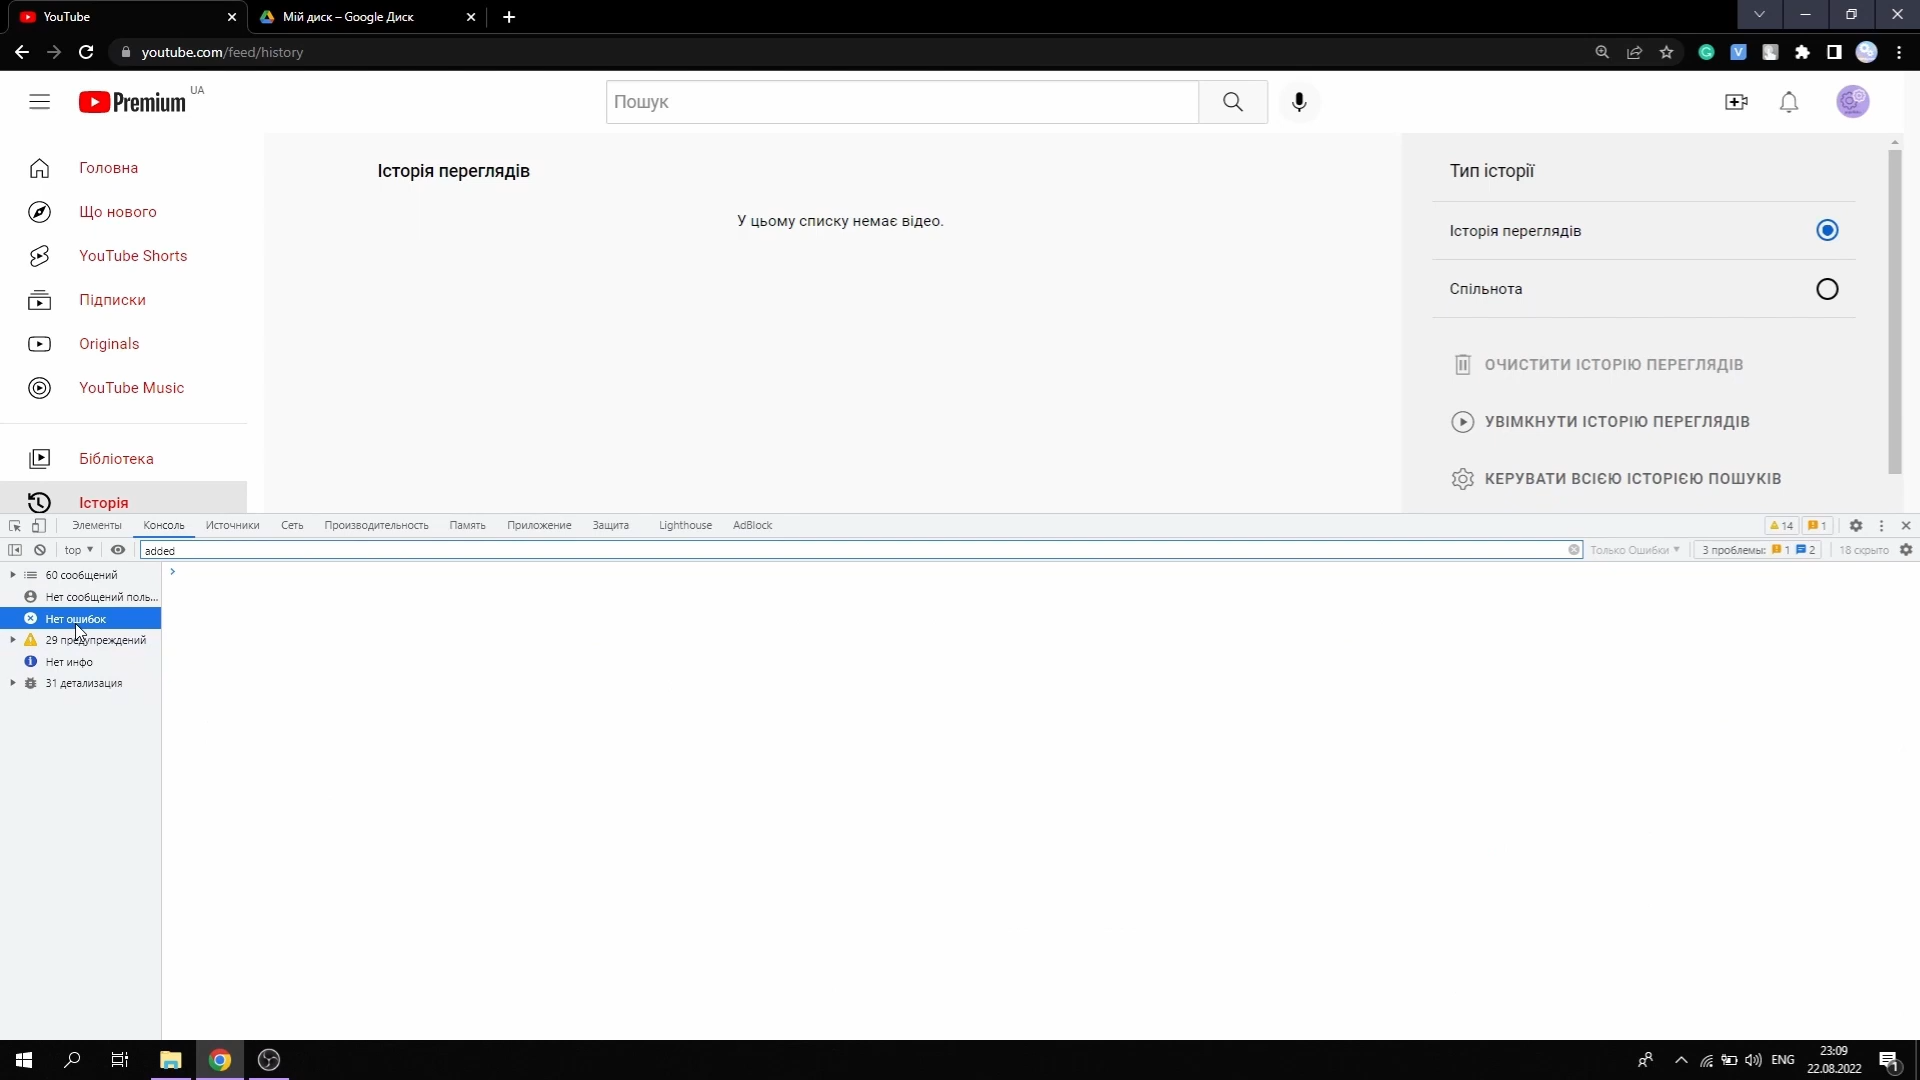 YouTube
Мій диск – Google Диск
youtube.com/feed/history
Premium
UA
Пошук
Головна
Що нового
YouTube Shorts
Підписки
Originals
YouTube Music
Бібліотека
Історія
Історія переглядів
У цьому списку немає відео.
Тип історії
Історія переглядів
Спільнота
ОЧИСТИТИ ІСТОРІЮ ПЕРЕГЛЯДІВ
УВІМКНУТИ ІСТОРІЮ ПЕРЕГЛЯДІВ
КЕРУВАТИ ВСІЄЮ ІСТОРІЄЮ ПОШУКІВ
Элементы Консоль Источники Сеть Производительность Память Приложение Защита Lighthouse AdBlock 14 1
top added Только Ошибки 3 проблемы: 1 2 18 скрыто
60 сообщений
Нет сообщений поль...
Нет ошибок
29 предупреждений
Нет инфо
31 детализация
ENG
23:09
22.08.2022
1